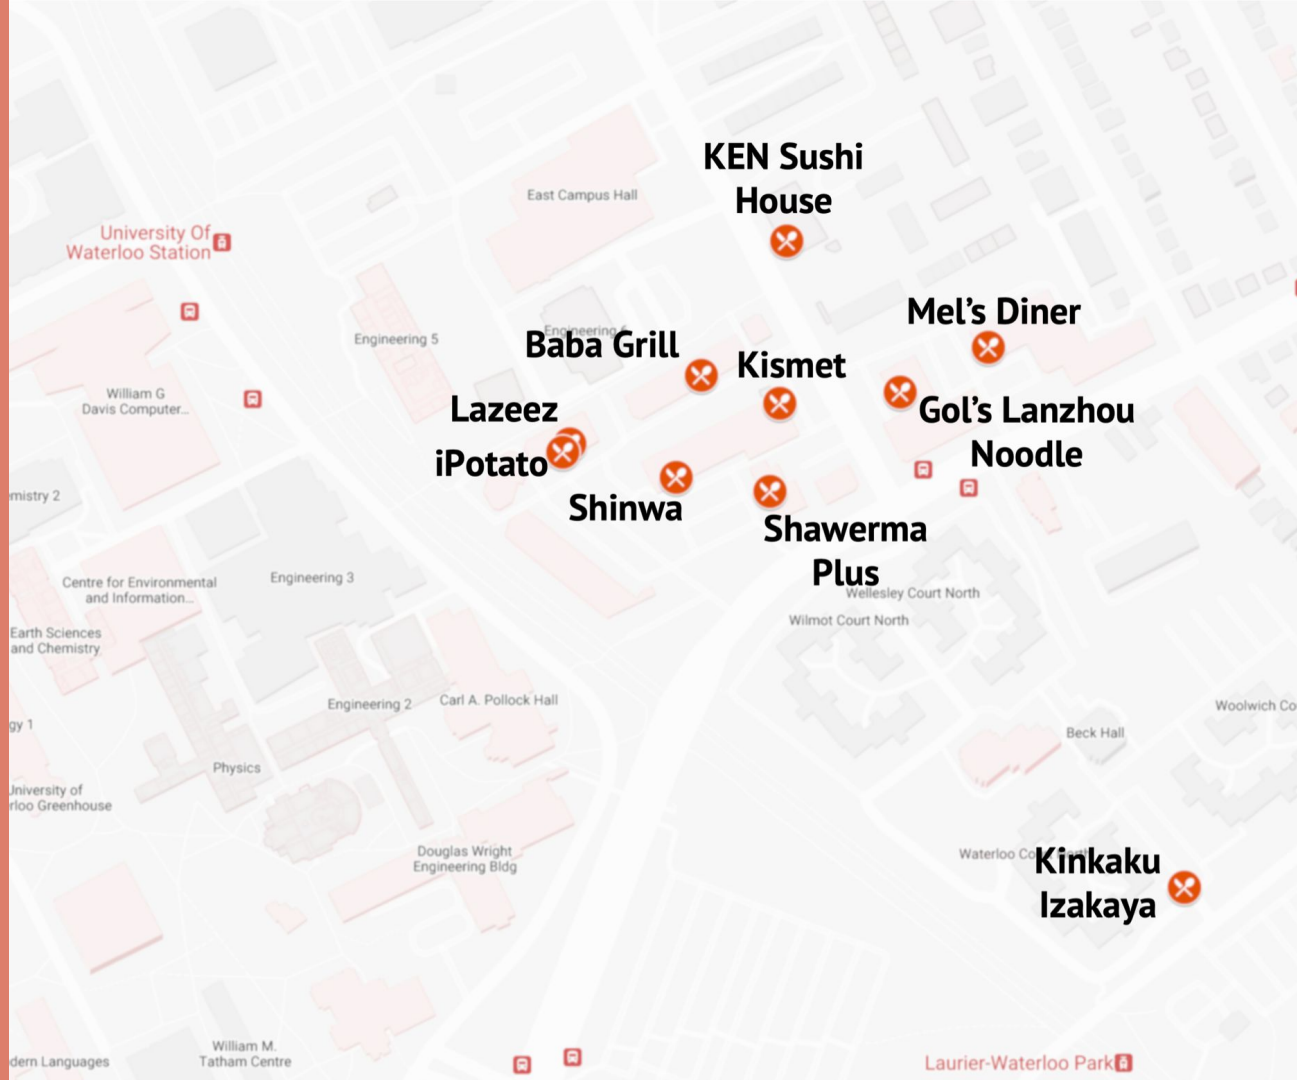 KEN Sushi
House
East Campus Hall
University Of
Waterloo Station
Mel's Diner
Engineering 6
Engineering 5
Baba Grill
Kismet
William G
Davis Computer...
Lazeez
Gol's Lanzhou
Noodle
iPotato
mistry 2
Shinwa
Shawerma
Plus
Engineering 3
Centre for Environmental
and Information...
Wellesley Court North
Wilmot Court North
Earth Sciences
and Chemistry
Engineering 2
Carl A. Pollock Hall
Woolwich Co
gy 1
Beck Hall
Physics
University of
rloo Greenhouse
Douglas Wright
Engineering Bldg
Waterloo Co
Kinkaku
Izakaya
William M.
Tatham Centre
dern Languages
Laurier-Waterloo Park